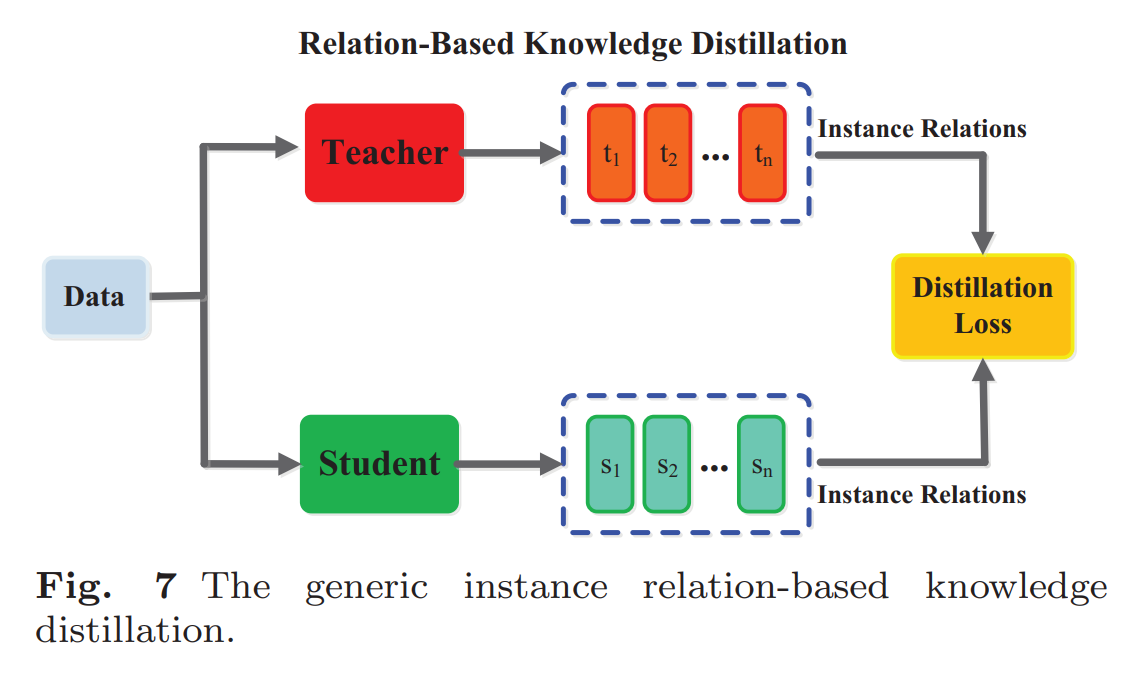 Relation-Based Knowledge Distillation
Teacher
t₁ t₂ ... tₙ
Instance Relations
Data
Distillation
Loss
Student
s₁ s₂ ... sₙ
Instance Relations
Fig. 7 The generic instance relation-based knowledge
distillation.